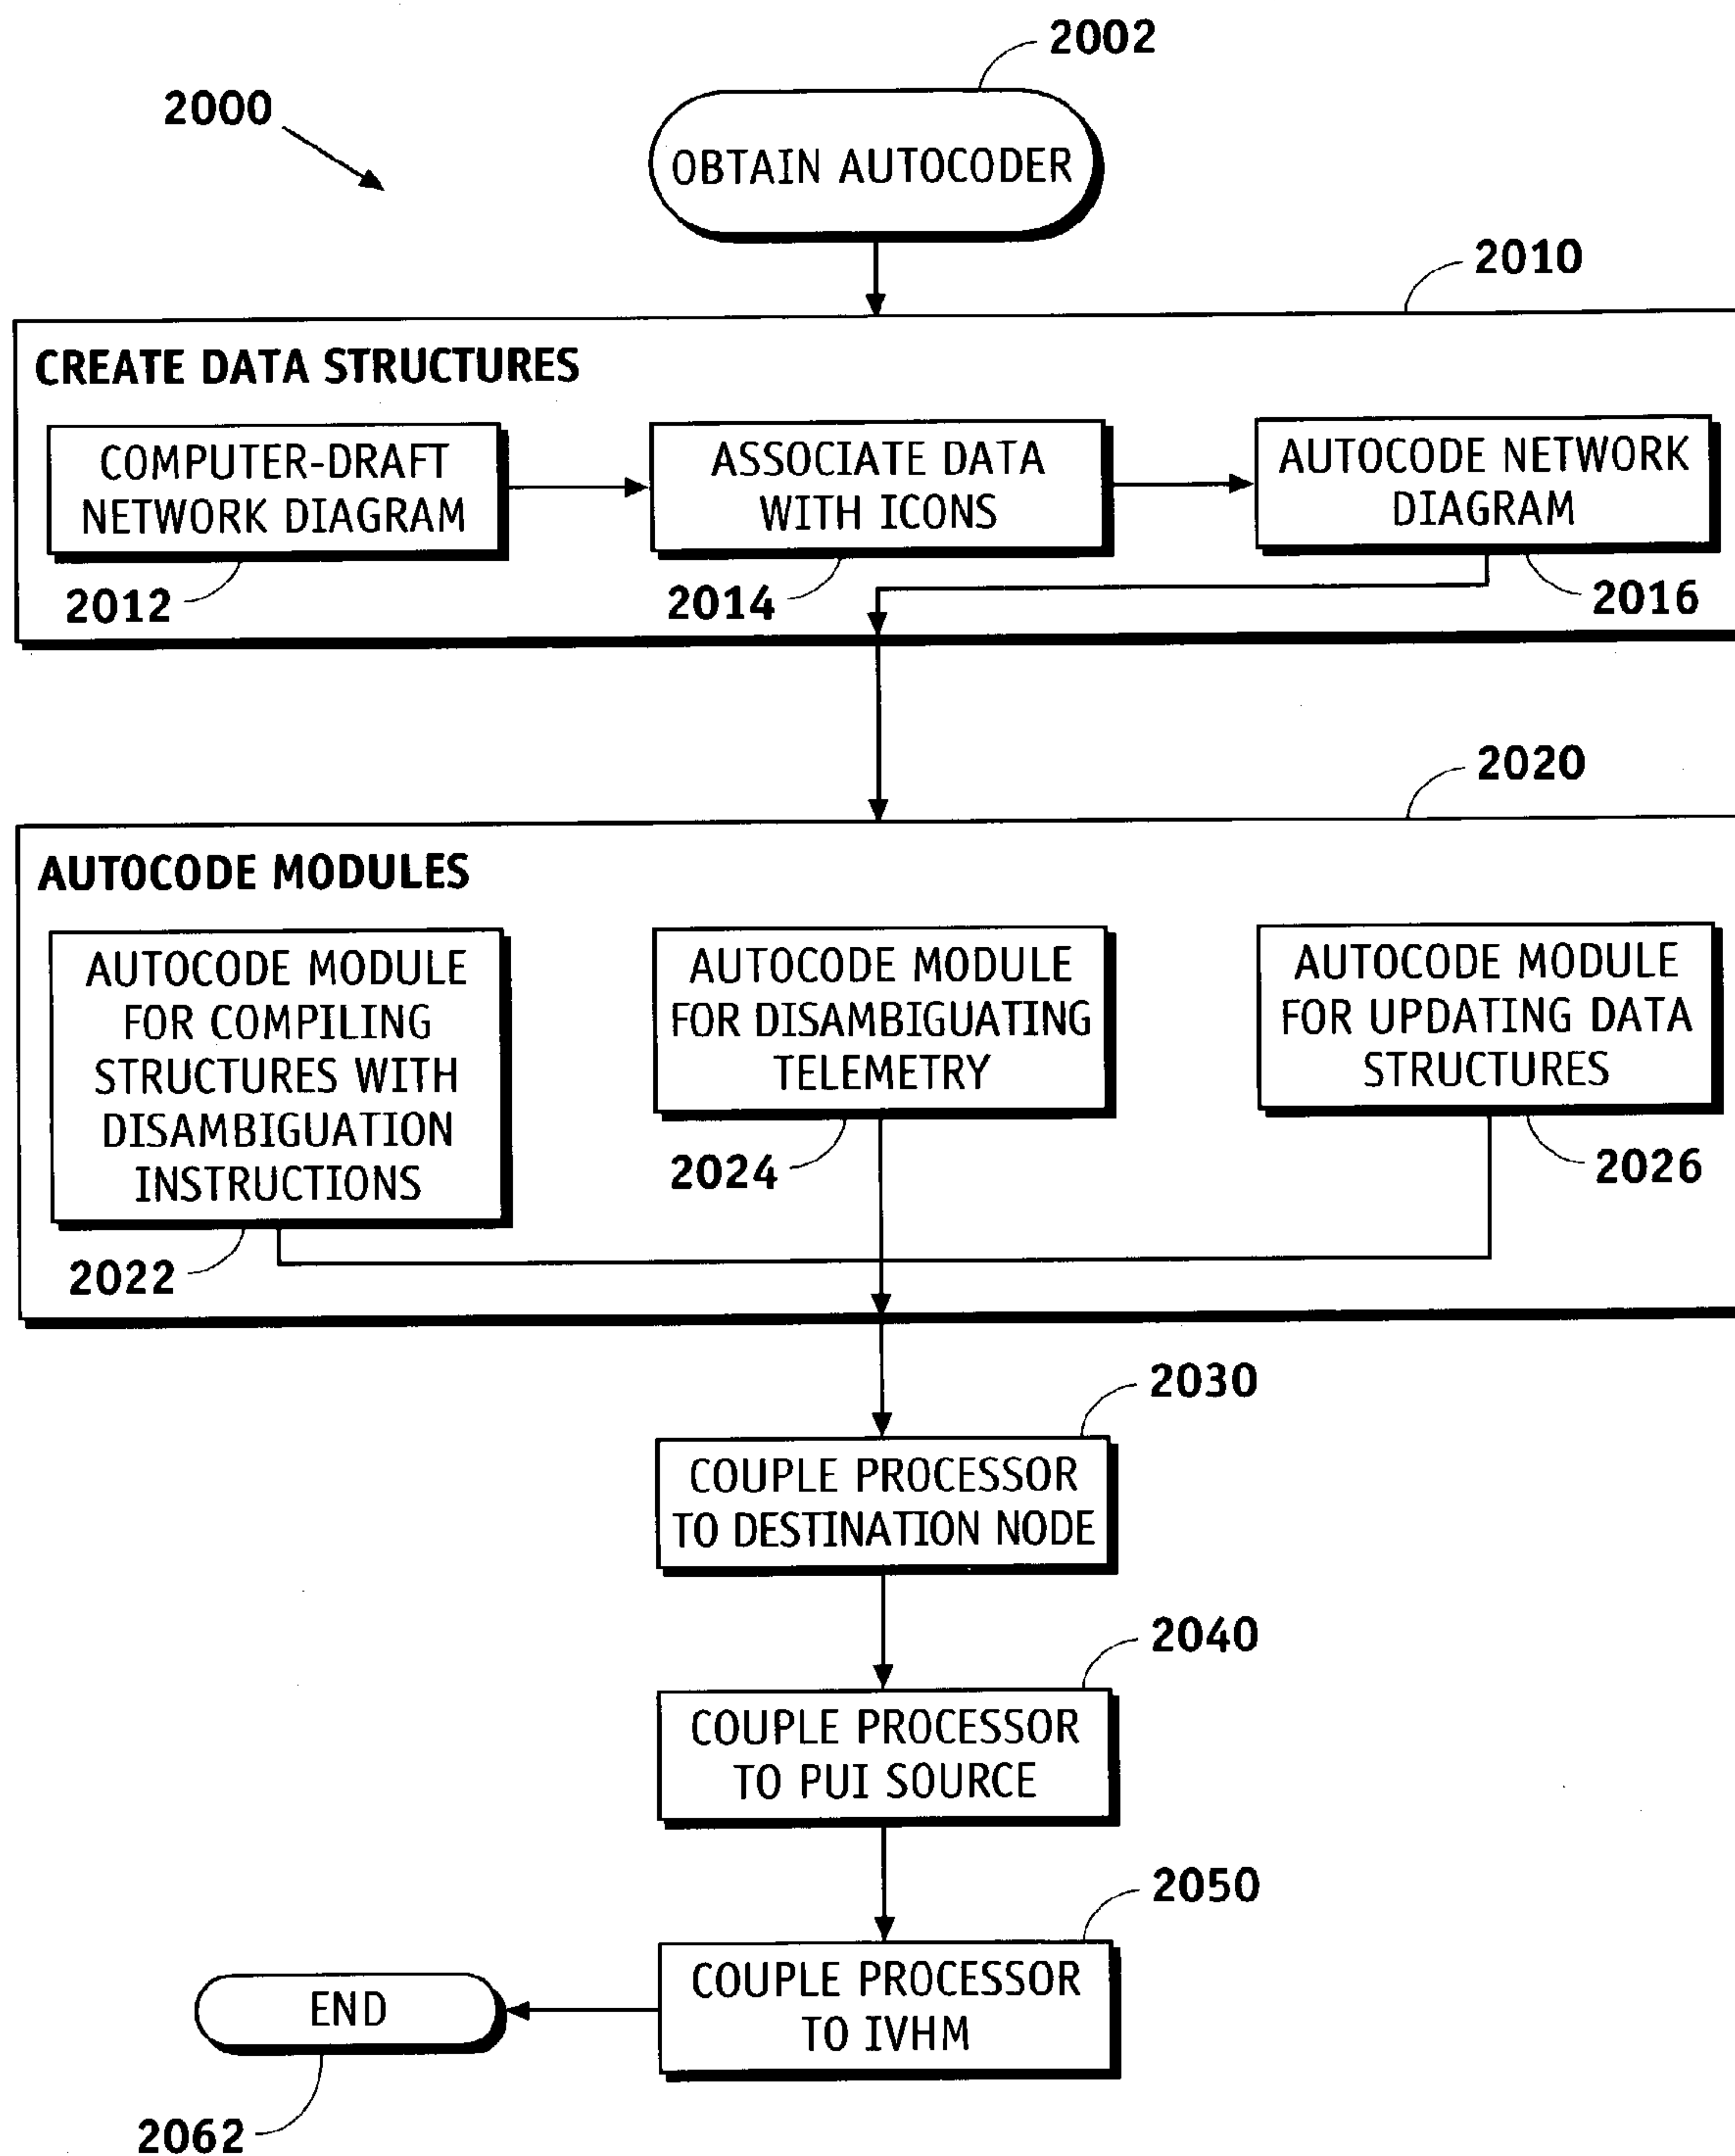 2002
2000
OBTAIN AUTOCODER
2010
CREATE DATA STRUCTURES
COMPUTER-DRAFT
NETWORK DIAGRAM
ASSOCIATE DATA
WITH ICONS
AUTOCODE NETWORK
DIAGRAM
2012
2014
2016
2020
AUTOCODE MODULES
AUTOCODE MODULE
FOR COMPILING
STRUCTURES WITH
DISAMBIGUATION
INSTRUCTIONS
AUTOCODE MODULE
FOR DISAMBIGUATING
TELEMETRY
AUTOCODE MODULE
FOR UPDATING DATA
STRUCTURES
2022
2024
2026
2030
COUPLE PROCESSOR
TO DESTINATION NODE
2040
COUPLE PROCESSOR
TO PUI SOURCE
2050
COUPLE PROCESSOR
TO IVHM
END
2062